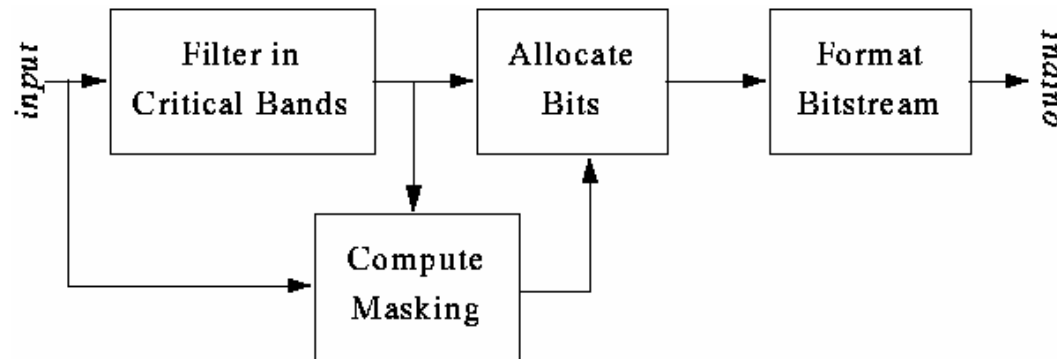 input
Filter in
Critical Bands
Allocate
Bits
Format
Bitstream
output
Compute
Masking